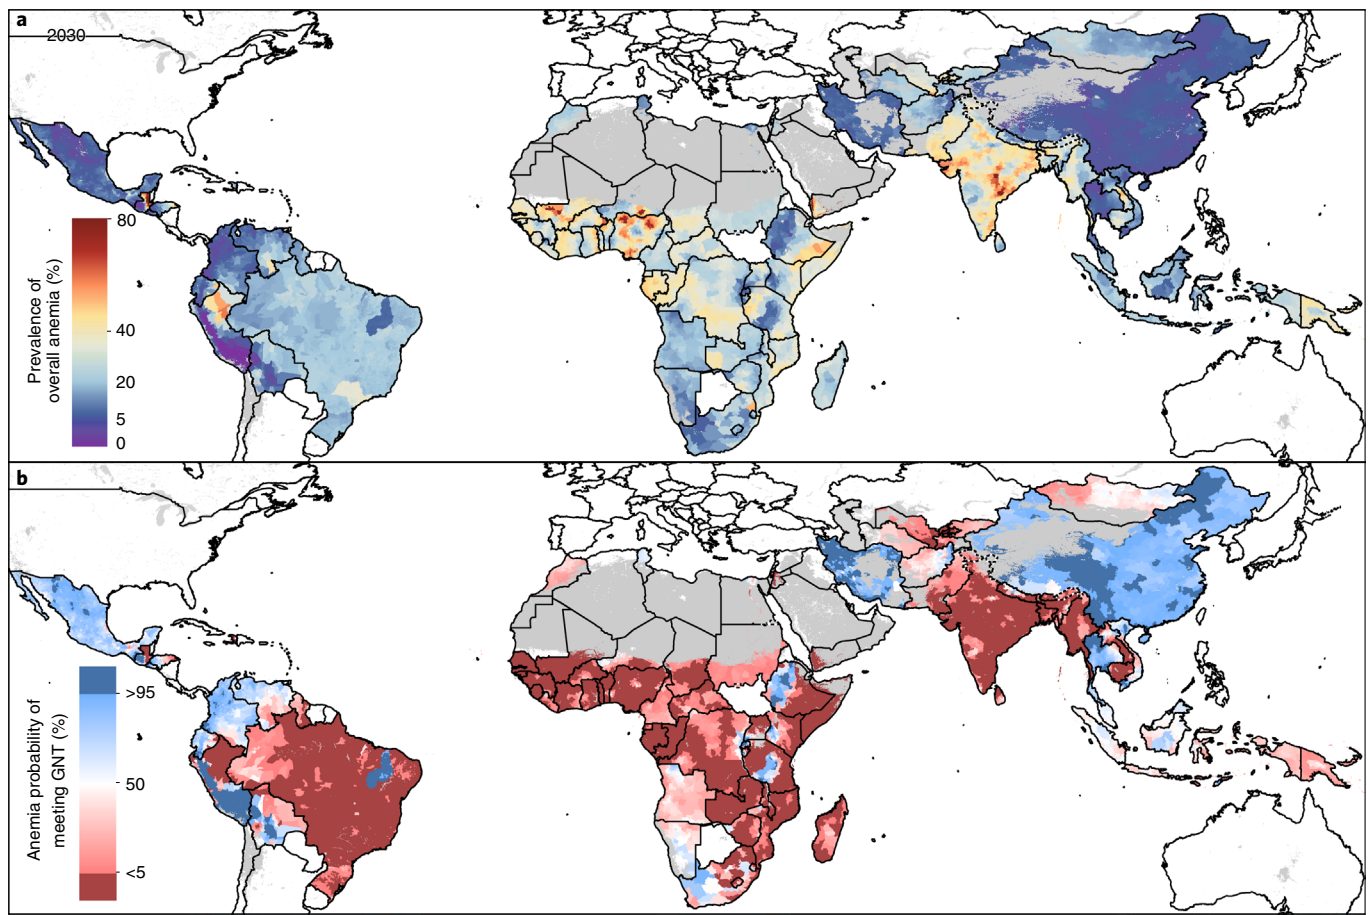 a
2030
80
40
20
5
0
Prevalence of
overall anemia (%)
b
>95
50
<5
Anemia probability of
meeting GNT (%)